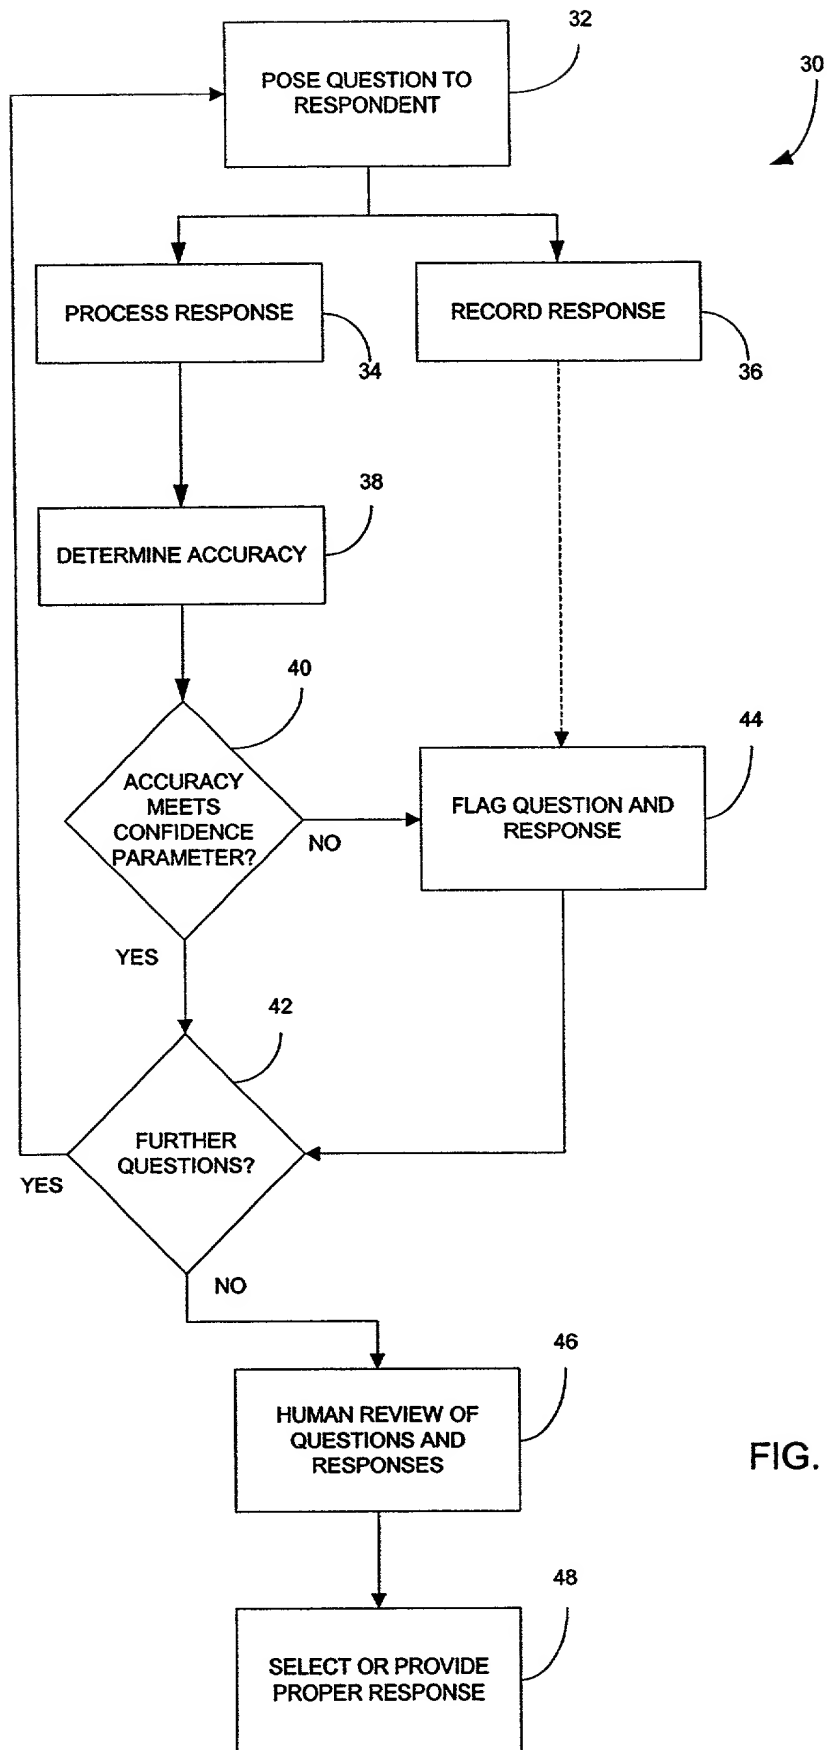 32
POSE QUESTION TO
RESPONDENT
30
PROCESS RESPONSE
RECORD RESPONSE
34
36
38
DETERMINE ACCURACY
40
ACCURACY
MEETS
CONFIDENCE
PARAMETER?
NO
44
FLAG QUESTION AND
RESPONSE
YES
42
FURTHER
QUESTIONS?
YES
NO
46
HUMAN REVIEW OF
QUESTIONS AND
RESPONSES
FIG.
48
SELECT OR PROVIDE
PROPER RESPONSE